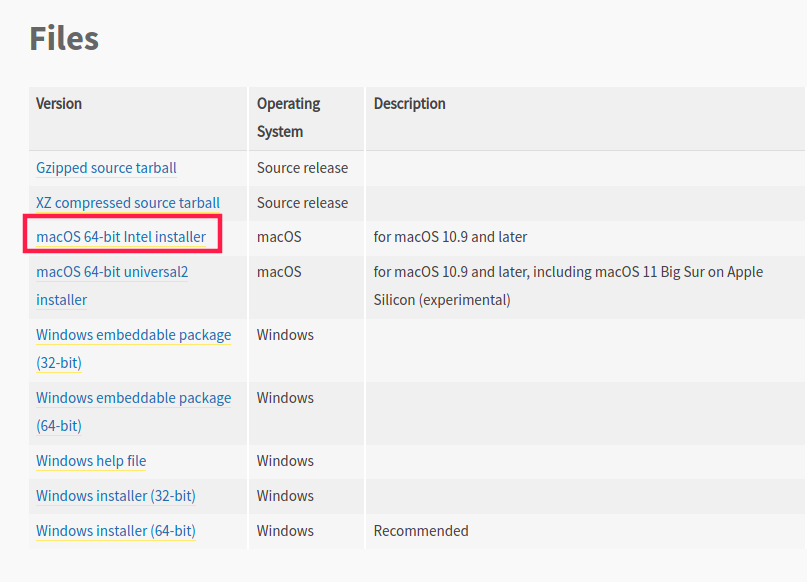 Files
Version Operating System Description
Gzipped source tarball Source release
XZ compressed source tarball Source release
macOS 64-bit Intel installer macOS for macOS 10.9 and later
macOS 64-bit universal2 installer macOS for macOS 10.9 and later, including macOS 11 Big Sur on Apple Silicon (experimental)
Windows embeddable package (32-bit) Windows
Windows embeddable package (64-bit) Windows
Windows help file Windows
Windows installer (32-bit) Windows
Windows installer (64-bit) Windows Recommended